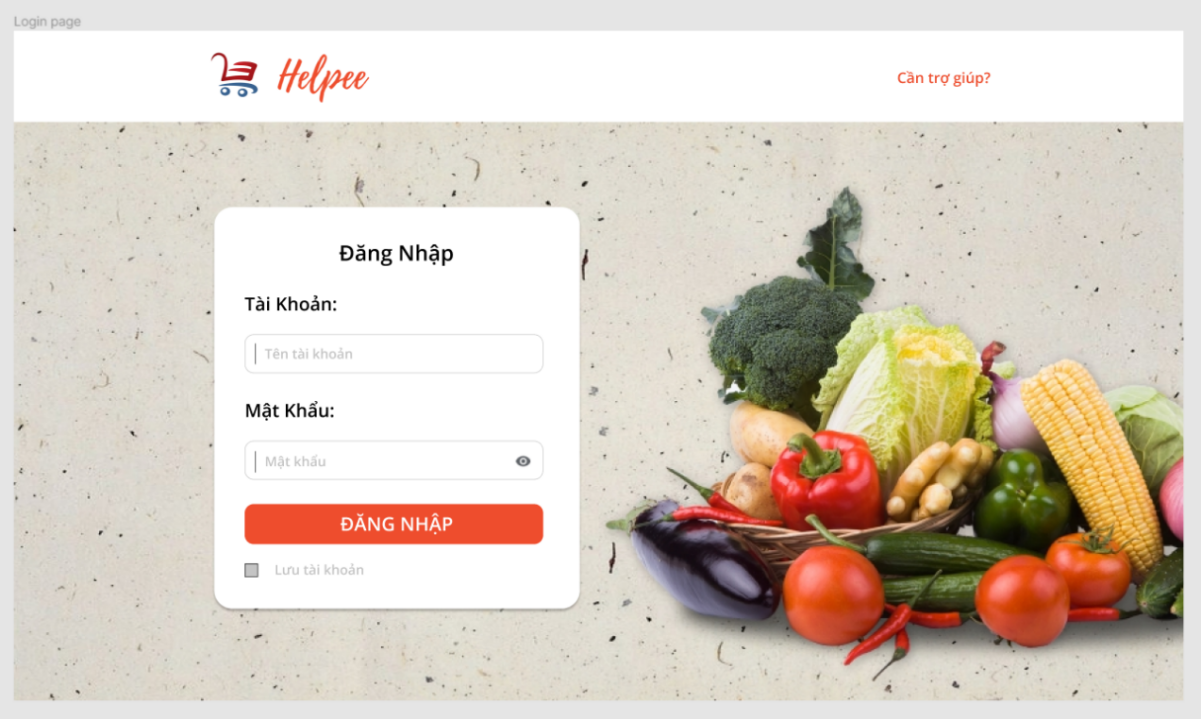 Login page
Helpee
Cần trợ giúp?
Đăng Nhập
Tài Khoản:
Tên tài khoản
Mật Khẩu:
Mật khẩu
ĐĂNG NHẬP
Lưu tài khoản